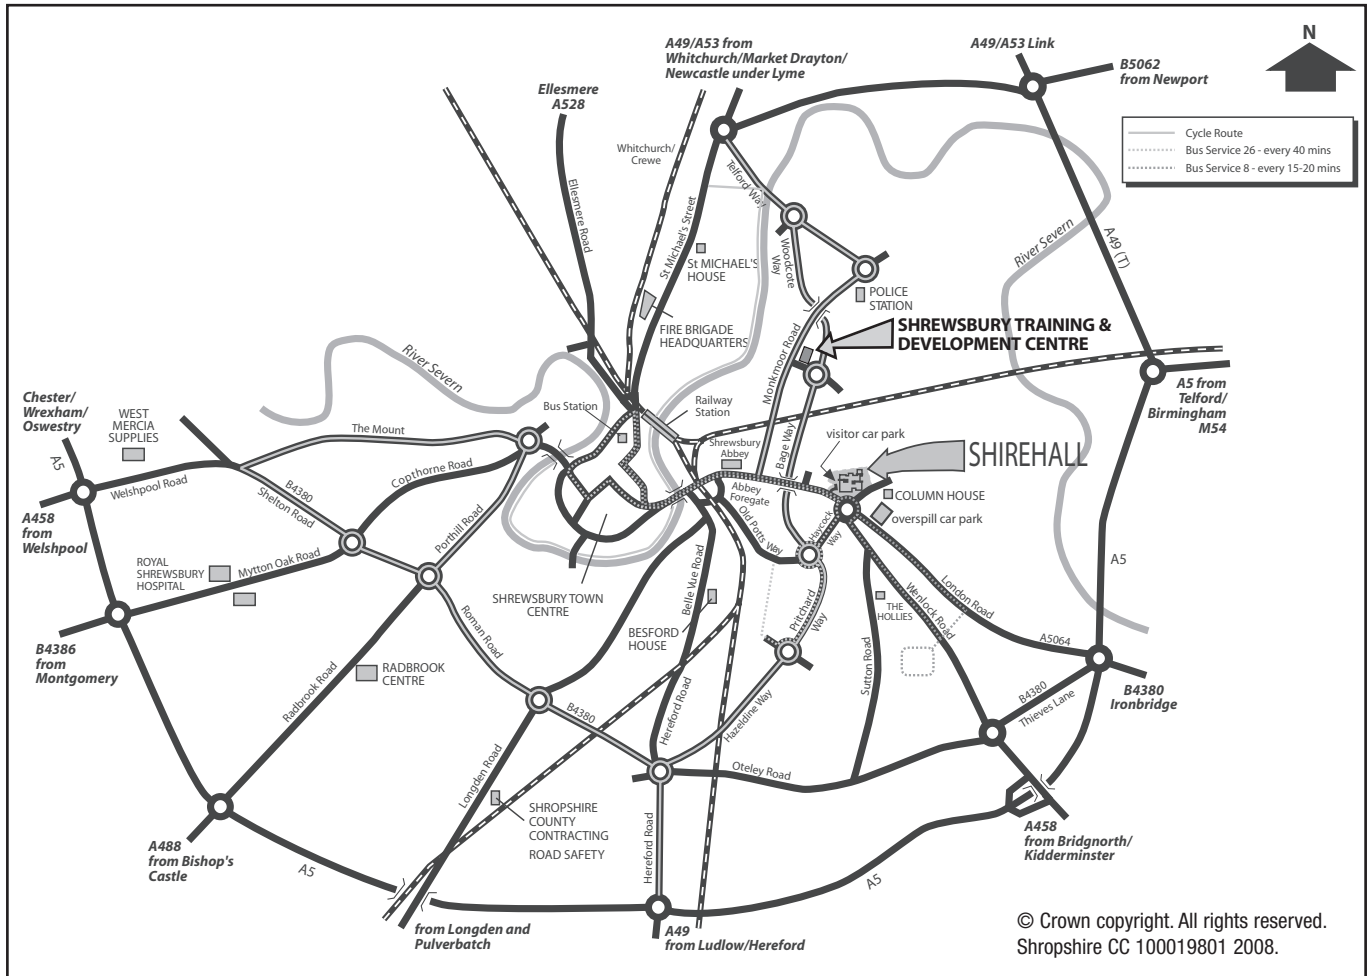 A49/A53 from
Whitchurch/Market Drayton/
Newcastle under Lyme
A49/A53 Link
B5062
from Newport
N
Ellesmere
A528
Cycle Route
Bus Service 26 - every 40 mins
Bus Service 8 - every 15-20 mins
Whitchurch/
Crewe
Telford Way
Ellesmere Road
St Michael's Street
River Severn
A49 (T)
Woodcote
Way
St MICHAEL'S
HOUSE
POLICE
STATION
FIRE BRIGADE
HEADQUARTERS
SHREWSBURY TRAINING &
DEVELOPMENT CENTRE
Monkmoor Road
River Severn
A5 from
Telford/
Birmingham
M54
Chester/
Wrexham/
Oswestry
WEST
MERCIA
SUPPLIES
Bus Station
Railway
Station
The Mount
visitor car park
SHIREHALL
Shrewsbury
Abbey
Bage Way
A5
Copthorne Road
Welshpool Road
B4380
Shelton Road
Abbey
Foregate
COLUMN HOUSE
overspill car park
A458
from
Welshpool
Porthill Road
Old Potts Way
Haycock
Way
ROYAL
SHREWSBURY
HOSPITAL
Mytton Oak Road
A5
SHREWSBURY TOWN
CENTRE
Belle Vue Road
Pritchard
Way
THE
HOLLIES
Wenlock Road
London Road
A5064
Roman Road
BESFORD
HOUSE
B4386
from
Montgomery
RADBROOK
CENTRE
Radbrook Road
Sutton Road
B4380
Ironbridge
B4380
Thieves Lane
B4380
Hereford Road
Hazeldine Way
Oteley Road
Longden Road
SHROPSHIRE
COUNTY
CONTRACTING
ROAD SAFETY
Hereford Road
A458
from Bridgnorth/
Kidderminster
A488
from Bishop's
Castle
A5
A5
from Longden and
Pulverbatch
A49
from Ludlow/Hereford
© Crown copyright. All rights reserved.
Shropshire CC 100019801 2008.